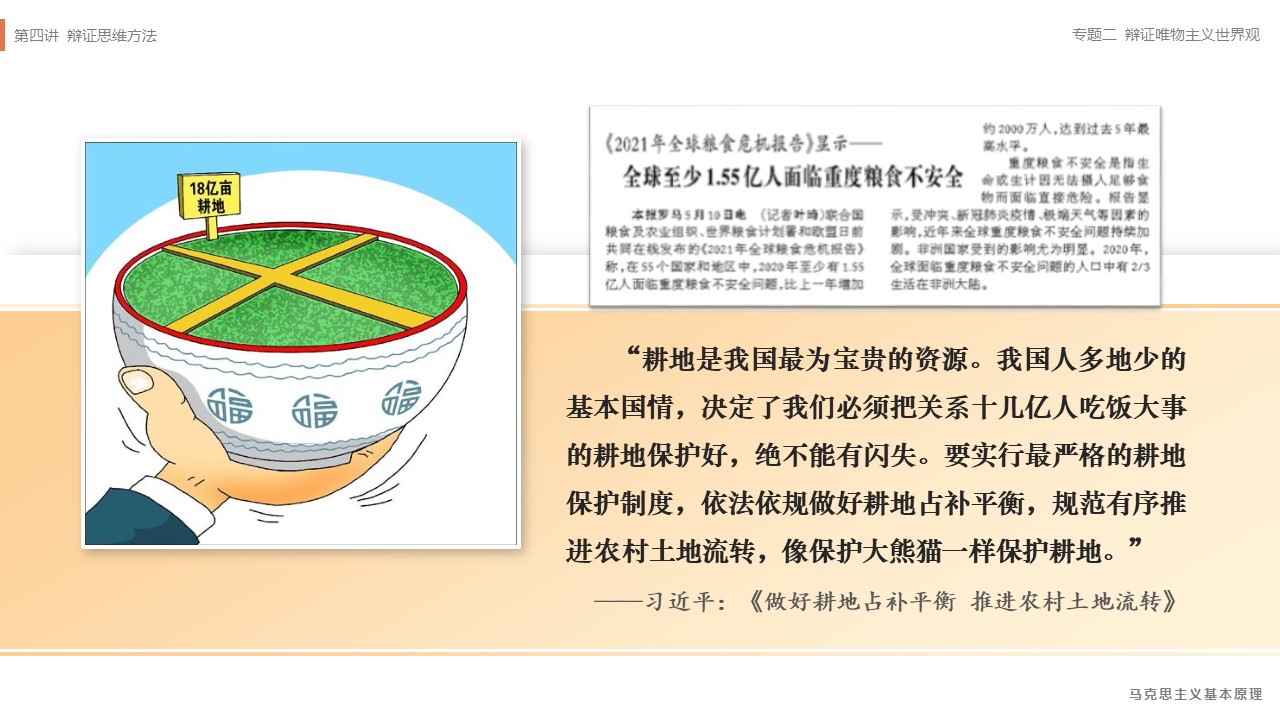 第四讲 辩证思维方法
专题二 辩证唯物主义世界观
18亿亩
耕地
福 福 福
《2021年全球粮食危机报告》显示——
全球至少1.55亿人面临重度粮食不安全
本报罗马5月10日电 （记者叶琦）联合国
粮食及农业组织、世界粮食计划署和欧盟日前
共同在线发布的《2021年全球粮食危机报告》
称，在55个国家和地区中，2020年至少有1.55
亿人面临重度粮食不安全问题，比上一年增加
约2000万人，达到过去5年最
高水平。
重度粮食不安全是指生
命或生计因无法摄入足够食
物而面临直接危险。报告显
示，受冲突、新冠肺炎疫情、极端天气等因素的
影响，近年来全球重度粮食不安全问题持续加
剧。非洲国家受到的影响尤为明显。2020年，
全球面临重度粮食不安全问题的人口中有2/3
生活在非洲大陆。
“耕地是我国最为宝贵的资源。我国人多地少的
基本国情，决定了我们必须把关系十几亿人吃饭大事
的耕地保护好，绝不能有闪失。要实行最严格的耕地
保护制度，依法依规做好耕地占补平衡，规范有序推
进农村土地流转，像保护大熊猫一样保护耕地。”
——习近平：《做好耕地占补平衡 推进农村土地流转》
马克思主义基本原理